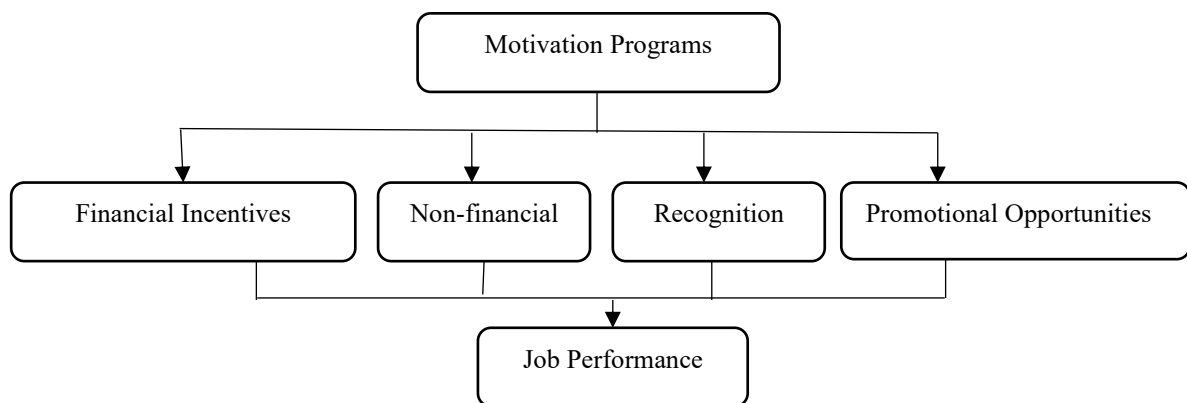 Motivation Programs
Financial Incentives
Non-financial
Recognition
Promotional Opportunities
Job Performance